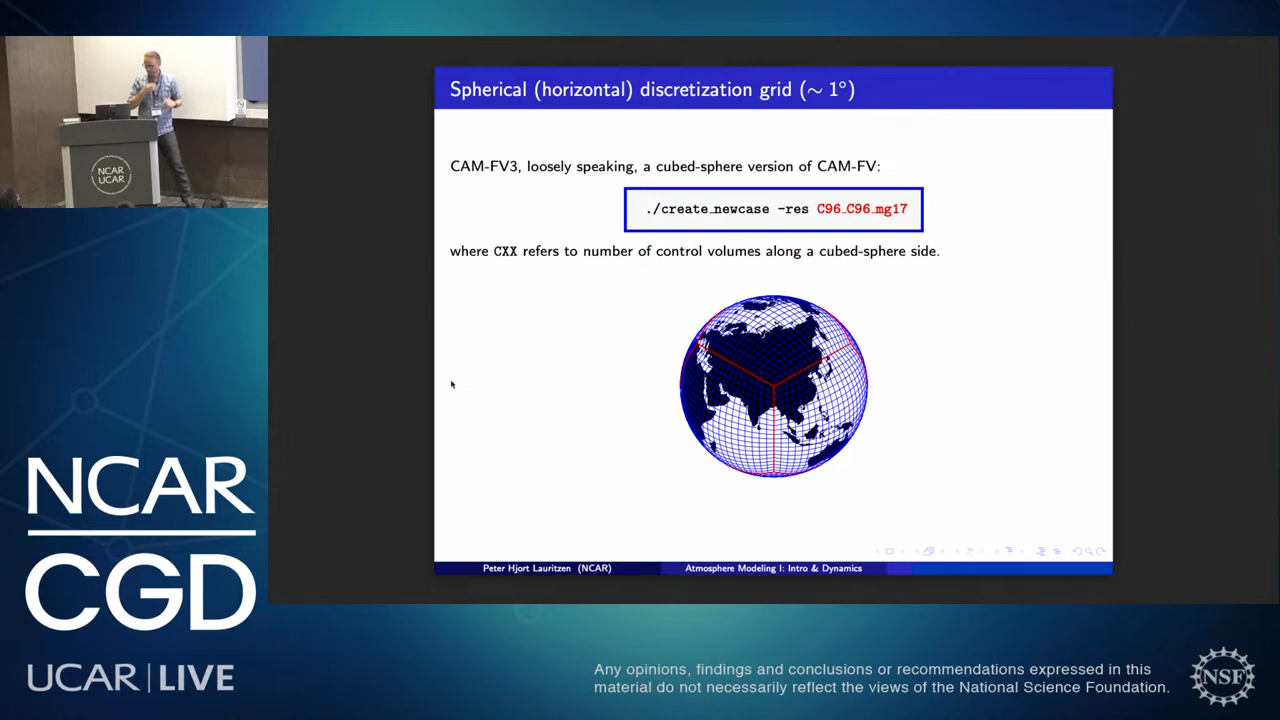 Spherical (horizontal) discretization grid (∼ 1°)
CAM-FV3, loosely speaking, a cubed-sphere version of CAM-FV:
./create_newcase -res C96_C96_mg17
where CXX refers to number of control volumes along a cubed-sphere side.
Peter Hjort Lauritzen (NCAR)
Atmosphere Modeling I: Intro & Dynamics
NCAR
UCAR
NCAR
CGD
UCAR | LIVE
Any opinions, findings and conclusions or recommendations expressed in this
material do not necessarily reflect the views of the National Science Foundation.
NSF